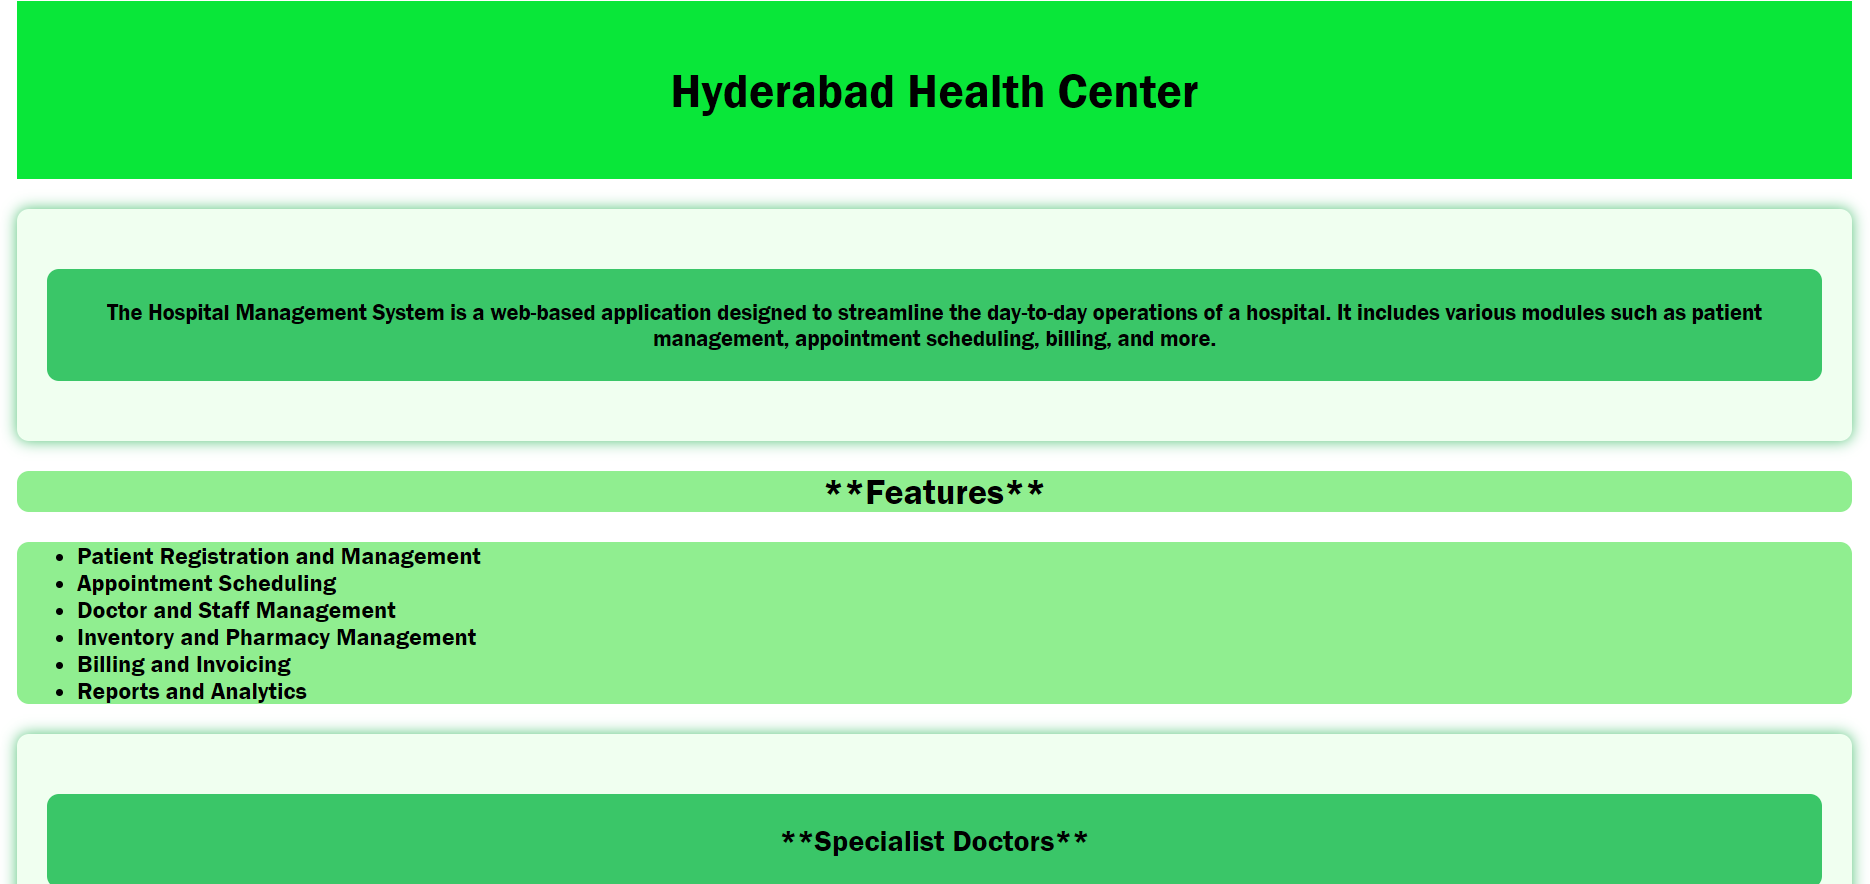 Hyderabad Health Center
The Hospital Management System is a web-based application designed to streamline the day-to-day operations of a hospital. It includes various modules such as patient
management, appointment scheduling, billing, and more.
**Features**
• Patient Registration and Management
• Appointment Scheduling
• Doctor and Staff Management
• Inventory and Pharmacy Management
• Billing and Invoicing
• Reports and Analytics
**Specialist Doctors**